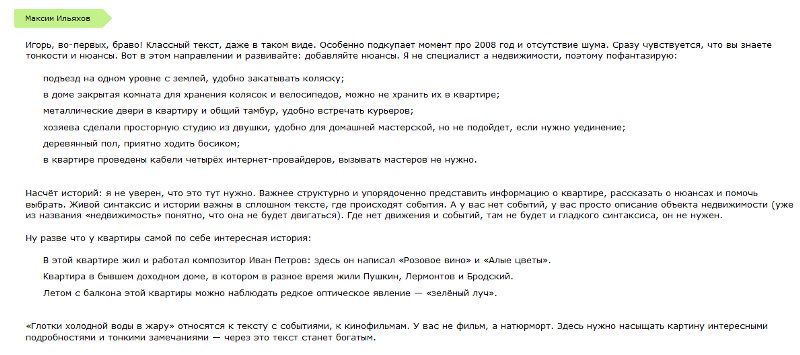 Максим Ильяхов
Игорь, во-первых, браво! Классный текст, даже в таком виде. Особенно подкупает момент про 2008 год и отсутствие шума. Сразу чувствуется, что вы знаете
тонкости и нюансы. Вот в этом направлении и развивайте: добавляйте нюансы. Я не специалист а недвижимости, поэтому пофантазирую:
подъезд на одном уровне с землей, удобно закатывать коляску;
в доме закрытая комната для хранения колясок и велосипедов, можно не хранить их в квартире;
металлические двери в квартиру и общий тамбур, удобно встречать курьеров;
хозяева сделали просторную студию из двушки, удобно для домашней мастерской, но не подойдет, если нужно уединение;
деревянный пол, приятно ходить босиком;
в квартире проведены кабели четырёх интернет-провайдеров, вызывать мастеров не нужно.
Насчёт историй: я не уверен, что это тут нужно. Важнее структурно и упорядоченно представить информацию о квартире, рассказать о нюансах и помочь
выбрать. Живой синтаксис и истории важны в сплошном тексте, где происходят события. А у вас нет событий, у вас просто описание объекта недвижимости (уже
из названия «недвижимость» понятно, что она не будет двигаться). Где нет движения и событий, там не будет и гладкого синтаксиса, он не нужен.
Ну разве что у квартиры самой по себе интересная история:
В этой квартире жил и работал композитор Иван Петров: здесь он написал «Розовое вино» и «Алые цветы».
Квартира в бывшем доходном доме, в котором в разное время жили Пушкин, Лермонтов и Бродский.
Летом с балкона этой квартиры можно наблюдать редкое оптическое явление — «зелёный луч».
«Глотки холодной воды в жару» относятся к тексту с событиями, к кинофильмам. У вас не фильм, а натюрморт. Здесь нужно насыщать картину интересными
подробностями и тонкими замечаниями — через это текст станет богатым.